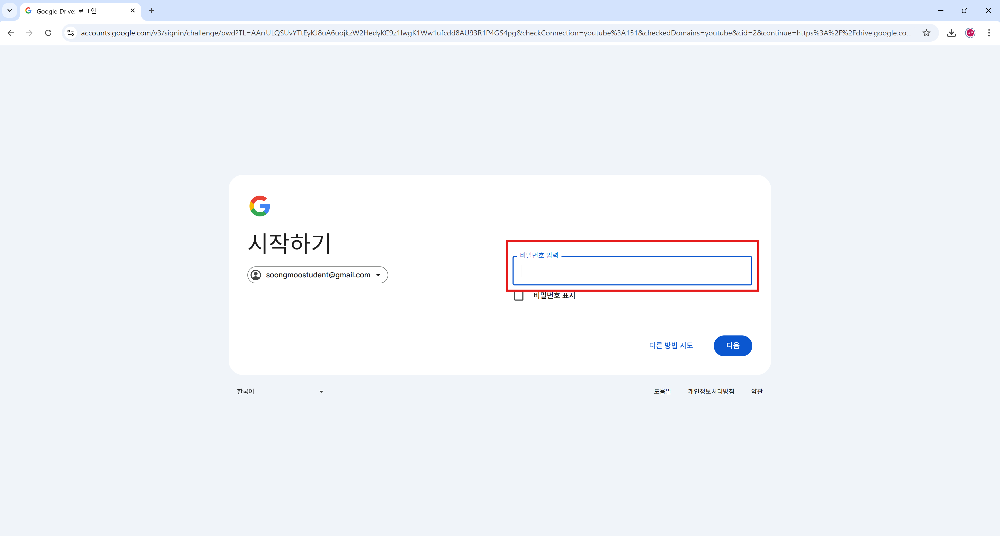 Google Drive: 로그인
accounts.google.com/v3/signin/challenge/pwd?TL=AArrULQSUvYTtEyKJ8uA6uojkzW2HedyKC9z1lwgK1Ww1ufcdd8AU93R1P4GS4pg&checkConnection=youtube%3A151&checkedDomains=youtube&cid=2&continue=https%3A%2F%2Fdrive.google.co...
숭무
시작하기
soongmoostudent@gmail.com
비밀번호 입력
비밀번호 표시
다른 방법 시도
다음
한국어
도움말 개인정보처리방침 약관